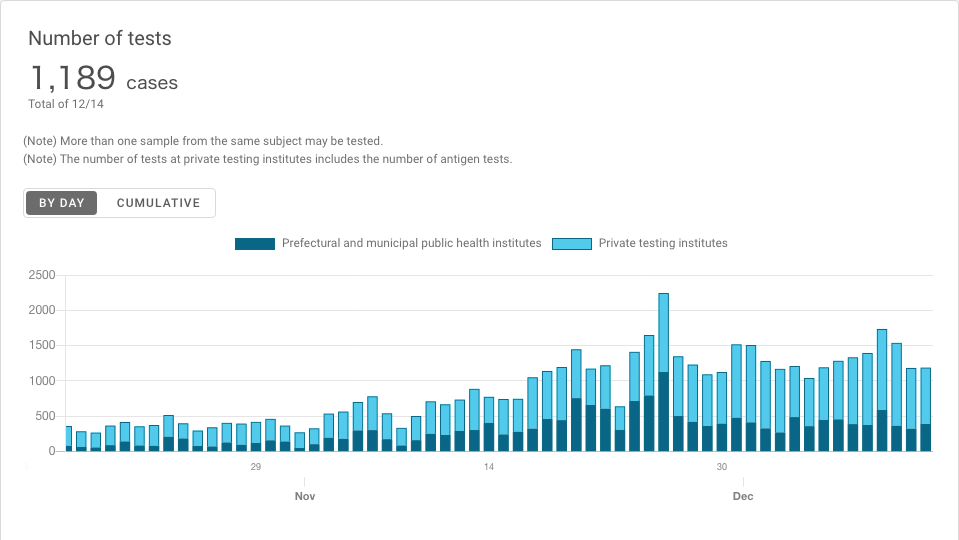 Number of tests
1,189 cases
Total of 12/14
(Note) More than one sample from the same subject may be tested.
(Note) The number of tests at private testing institutes includes the number of antigen tests.
BY DAY CUMULATIVE
Prefectural and municipal public health institutes Private testing institutes
2500
2000
1500
1000
500
0
29 14 30
Nov Dec